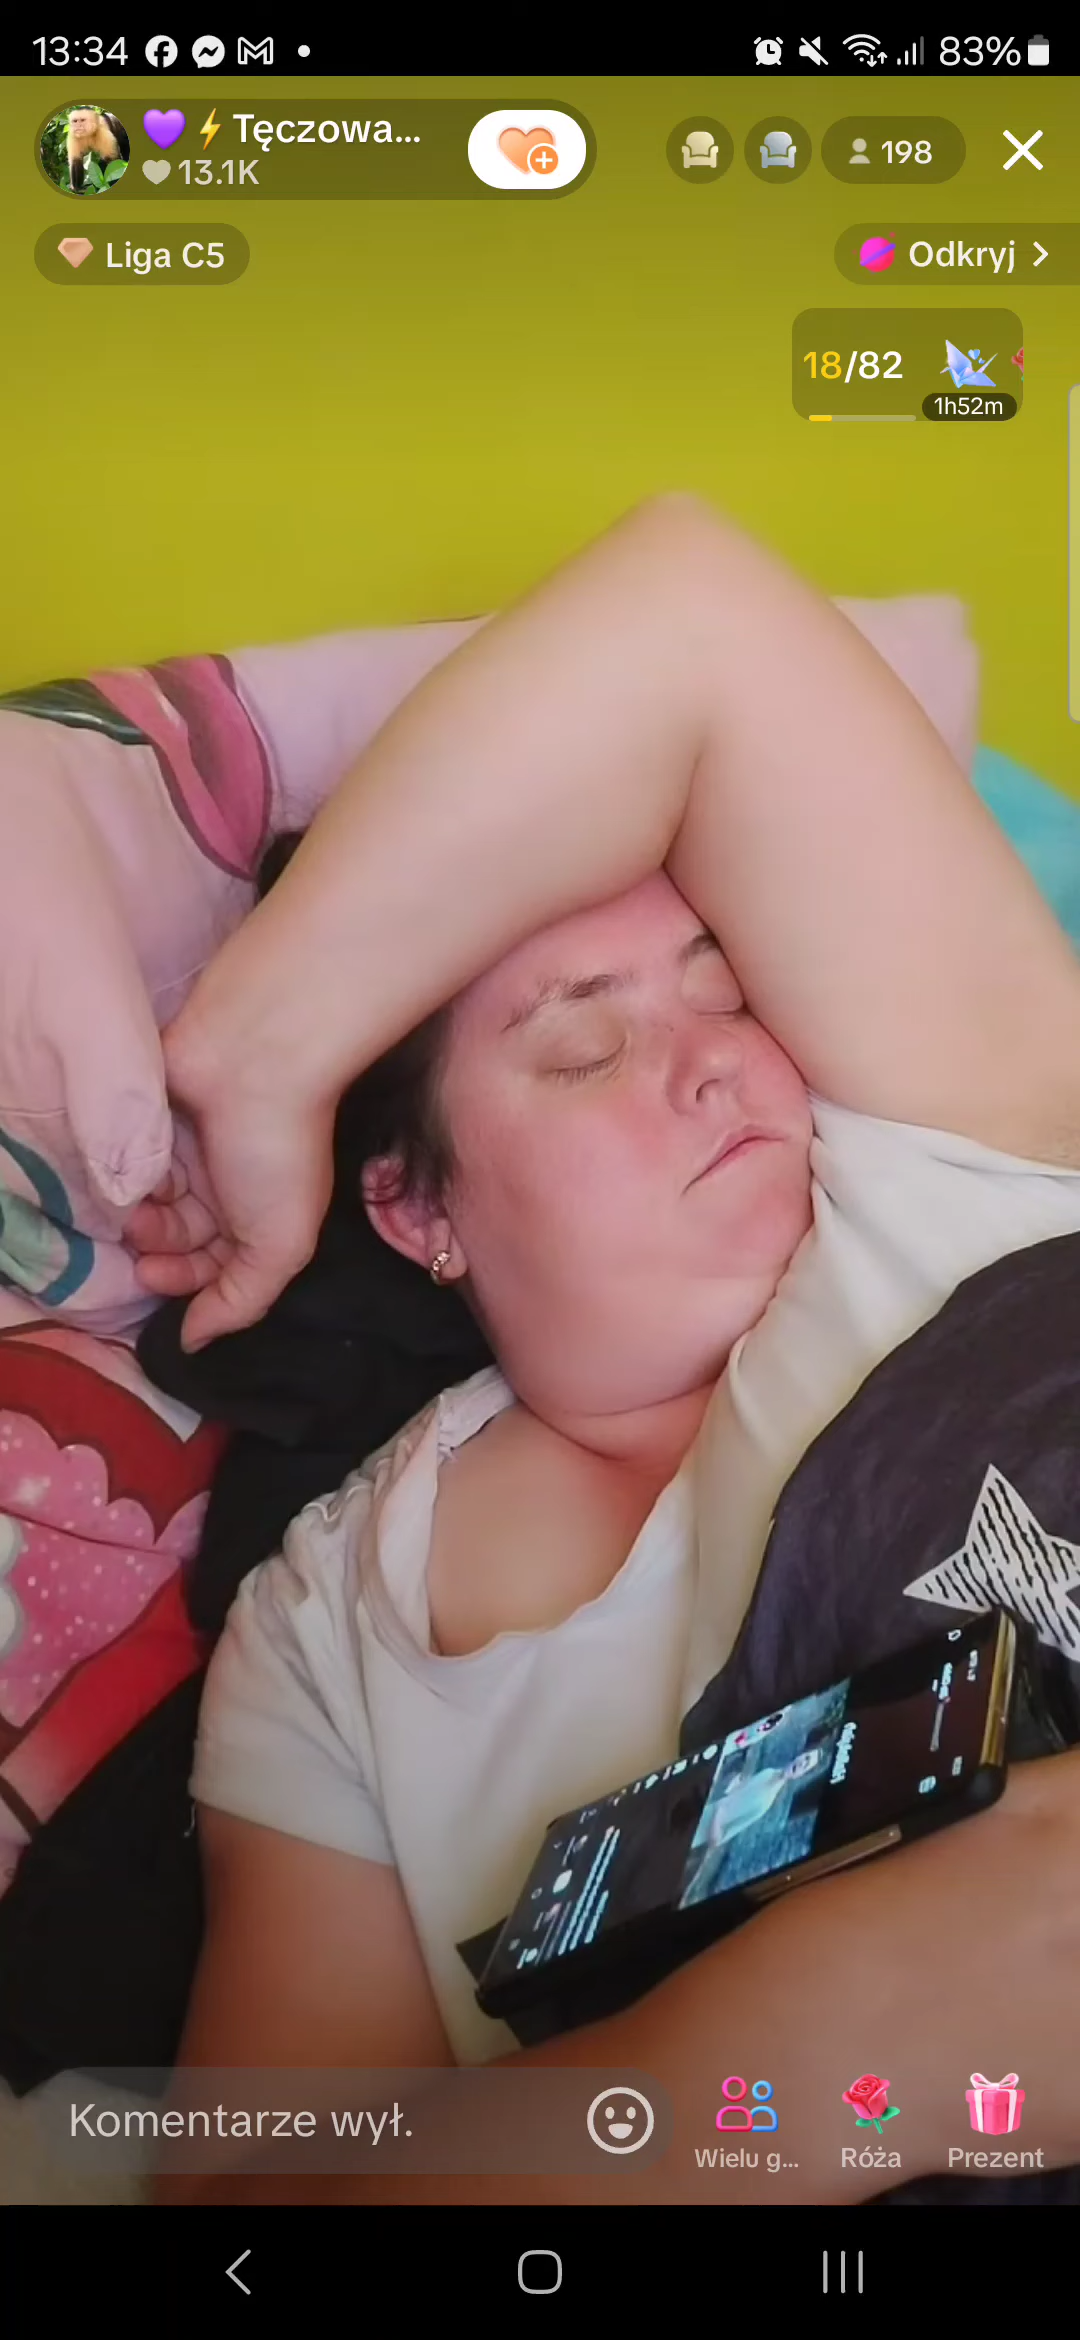 13:34 83%
Tęczowa...
13.1K
198
Liga C5
Odkryj
18/82
1h52m
Komentarze wył.
Wielu g...
Róża
Prezent